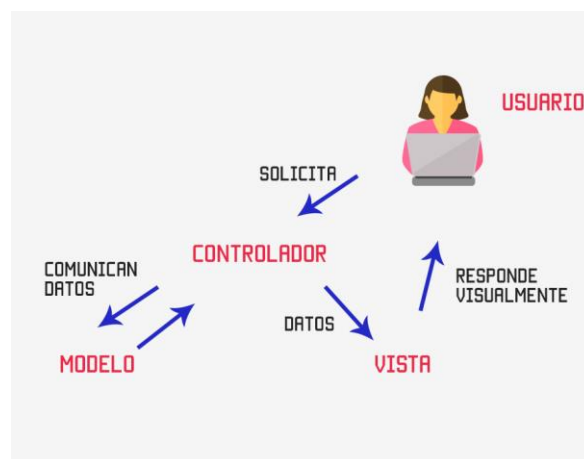 USUARIO
SOLICITA
CONTROLADOR
COMUNICAN
DATOS
RESPONDE
VISUALMENTE
DATOS
MODELO
VISTA